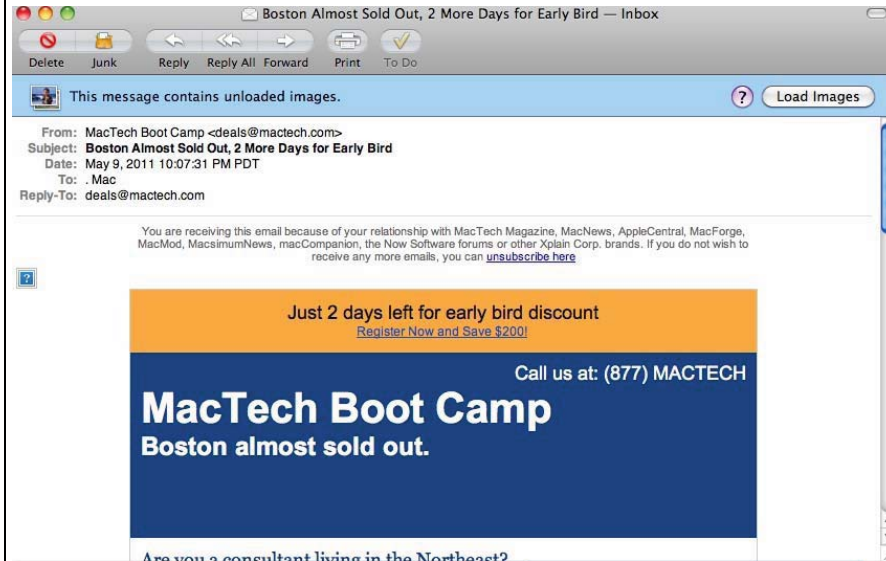 Boston Almost Sold Out, 2 More Days for Early Bird — Inbox
Delete Junk Reply Reply All Forward Print To Do
This message contains unloaded images. ? Load Images
From: MacTech Boot Camp <deals@mactech.com>
Subject: Boston Almost Sold Out, 2 More Days for Early Bird
Date: May 9, 2011 10:07:31 PM PDT
To: . Mac
Reply-To: deals@mactech.com
You are receiving this email because of your relationship with MacTech Magazine, MacNews, AppleCentral, MacForge,
MacMod, MacsimumNews, macCompanion, the Now Software forums or other Xplain Corp. brands. If you do not wish to
receive any more emails, you can unsubscribe here
?
Just 2 days left for early bird discount
Register Now and Save $200!
Call us at: (877) MACTECH
MacTech Boot Camp
Boston almost sold out.
Are you a consultant living in the Northeast?